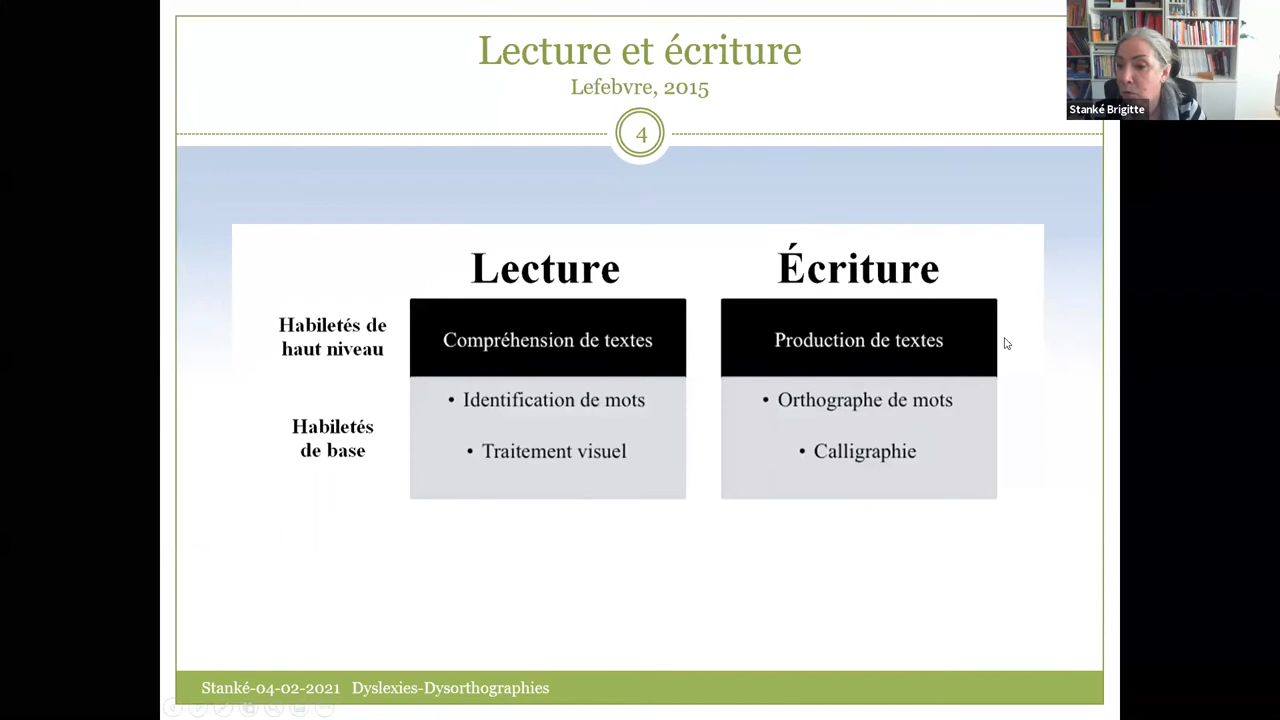 Lecture et écriture
Lefebvre, 2015
Stanké Brigitte
4
Lecture
Écriture
Habiletés de
haut niveau
Compréhension de textes
Production de textes
Habiletés
de base
• Identification de mots
• Traitement visuel
• Orthographe de mots
• Calligraphie
Stanké-04-02-2021 Dyslexies-Dysorthographies